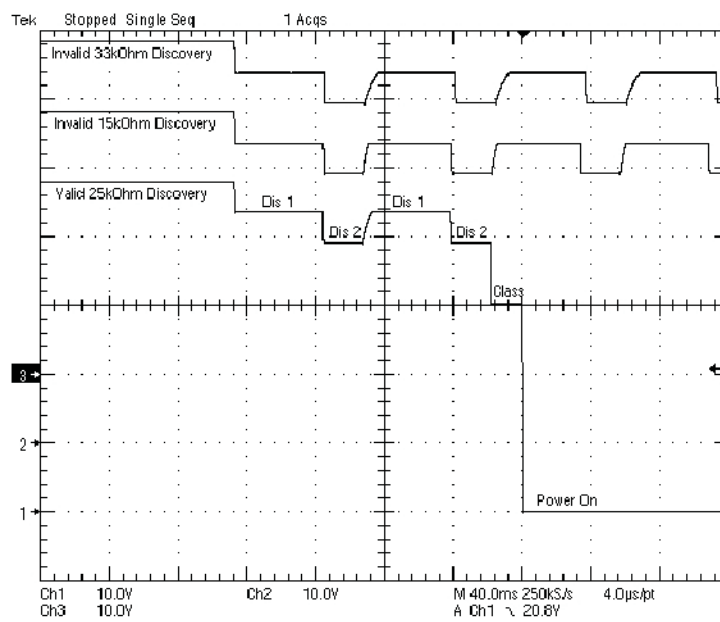 Tek Stopped Single Seq 1 Acqs
Invalid 33kOhm Discovery
Invalid 15kOhm Discovery
Valid 25kOhm Discovery
Dis 1
Dis 1
Dis 2
Dis 2
Class
3
2
1
Power On
Ch1 10.0V Ch2 10.0V M 40.0ms 250kS/s 4.0µs/pt
Ch3 10.0V A Ch1 ↘ 20.8V